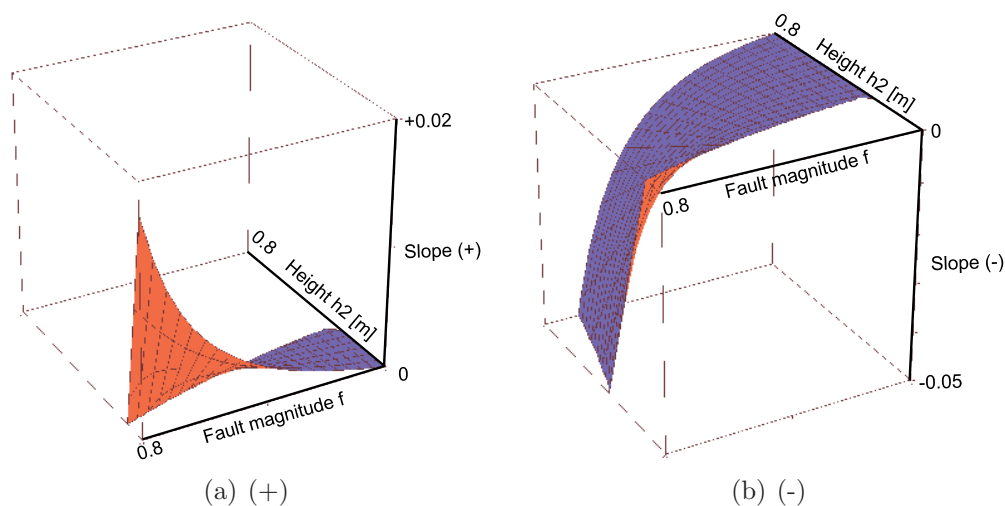 +0.02
Slope (+)
0.8
Height h2 [m]
0
Fault magnitude f
0.8
(a) (+)
0.8
Height h2 [m]
0
Fault magnitude f
0.8
Slope (-)
-0.05
(b) (-)